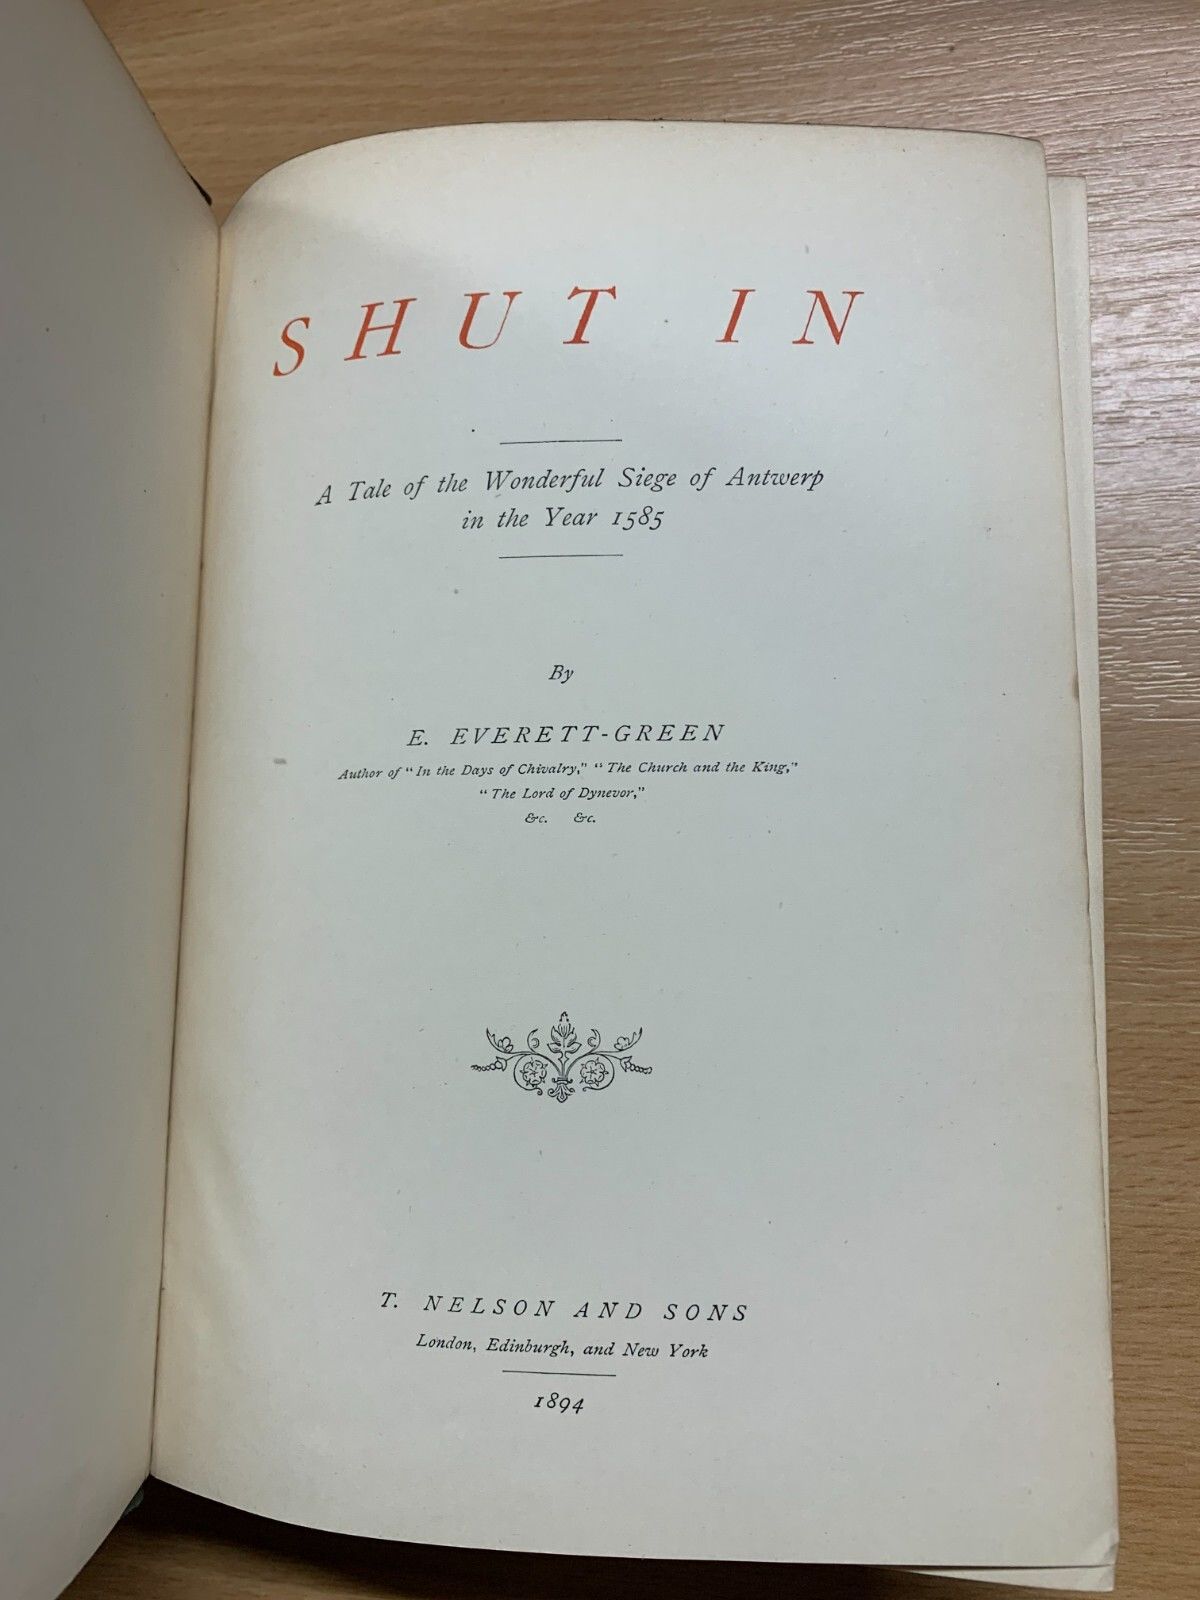 SHUT IN
A Tale of the Wonderful Siege of Antwerp
in the Year 1585
By
E. EVERETT-GREEN
Author of "In the Days of Chivalry," "The Church and the King,"
"The Lord of Dynevor,"
&c. &c.
T. NELSON AND SONS
London, Edinburgh, and New York
1894